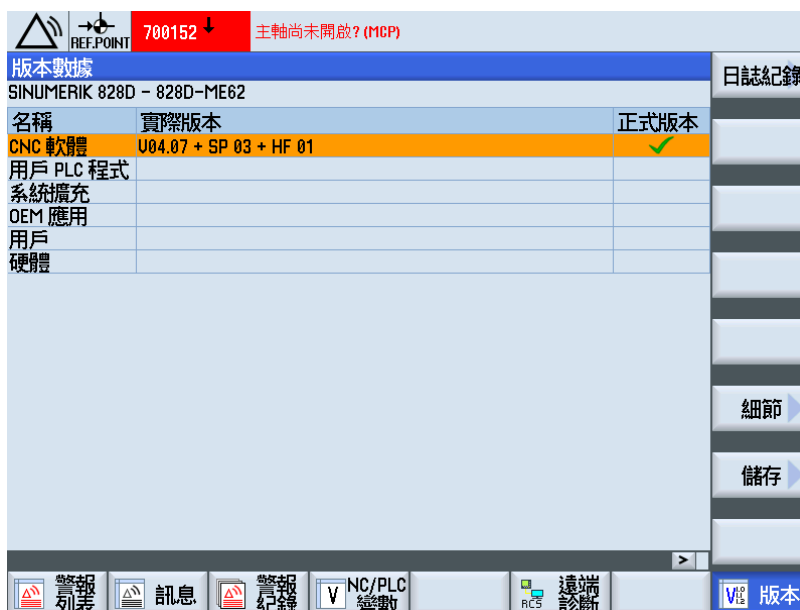 REF.POINT
700152
主軸尚未開啟? (MCP)
版本數據
SINUMERIK 828D - 828D-ME62
名稱 實際版本 正式版本
CNC 軟體 V04.07 + SP 03 + HF 01
用戶 PLC 程式
系統擴充
OEM 應用
用戶
硬體
日誌紀錄
細節
儲存
>
警報
列表
訊息
警報
紀錄
V NC/PLC
變數
RCS 遠端
診斷
版本